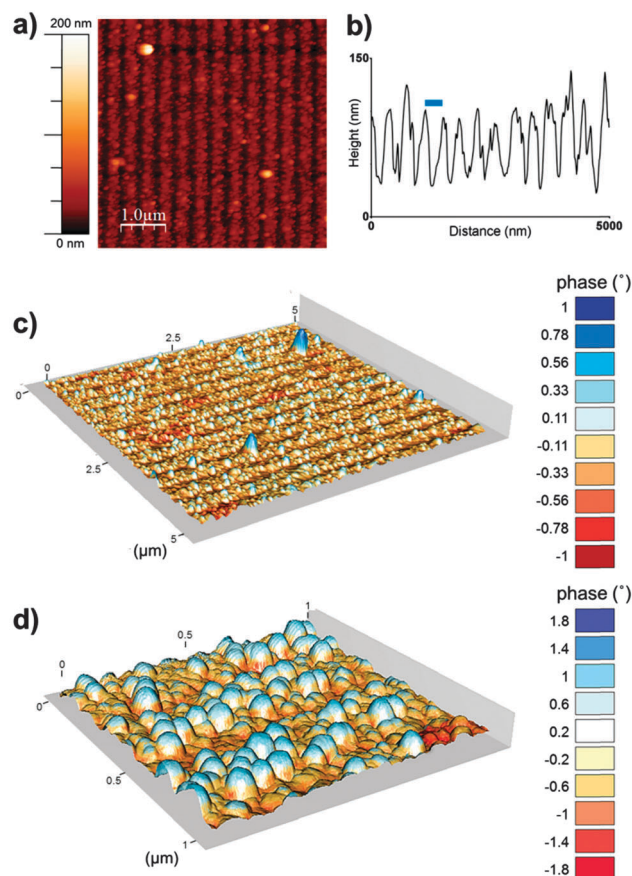 a)
200 nm
0 nm
1.0µm
b)
150
Height (nm)
0
0
5000
Distance (nm)
c)
0
2.5
5
0
2.5
5
(µm)
phase (˚)
1
0.78
0.56
0.33
0.11
-0.11
-0.33
-0.56
-0.78
-1
d)
0
0.5
1
0
0.5
1
(µm)
phase (˚)
1.8
1.4
1
0.6
0.2
-0.2
-0.6
-1
-1.4
-1.8